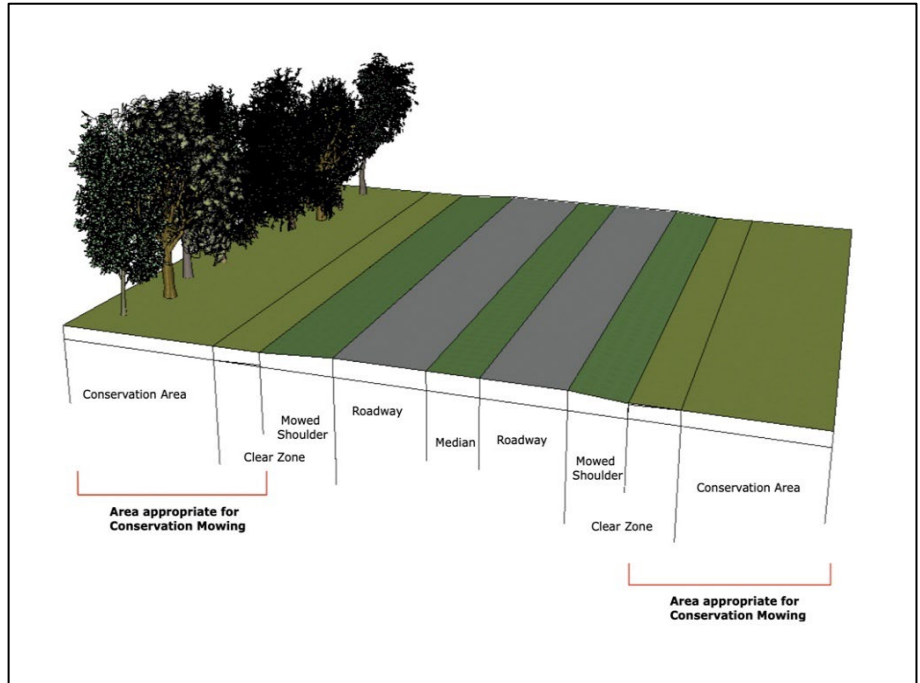 Conservation Area
Mowed
Shoulder
Clear Zone
Roadway
Median
Roadway
Mowed
Shoulder
Clear Zone
Conservation Area
Area appropriate for
Conservation Mowing
Area appropriate for
Conservation Mowing